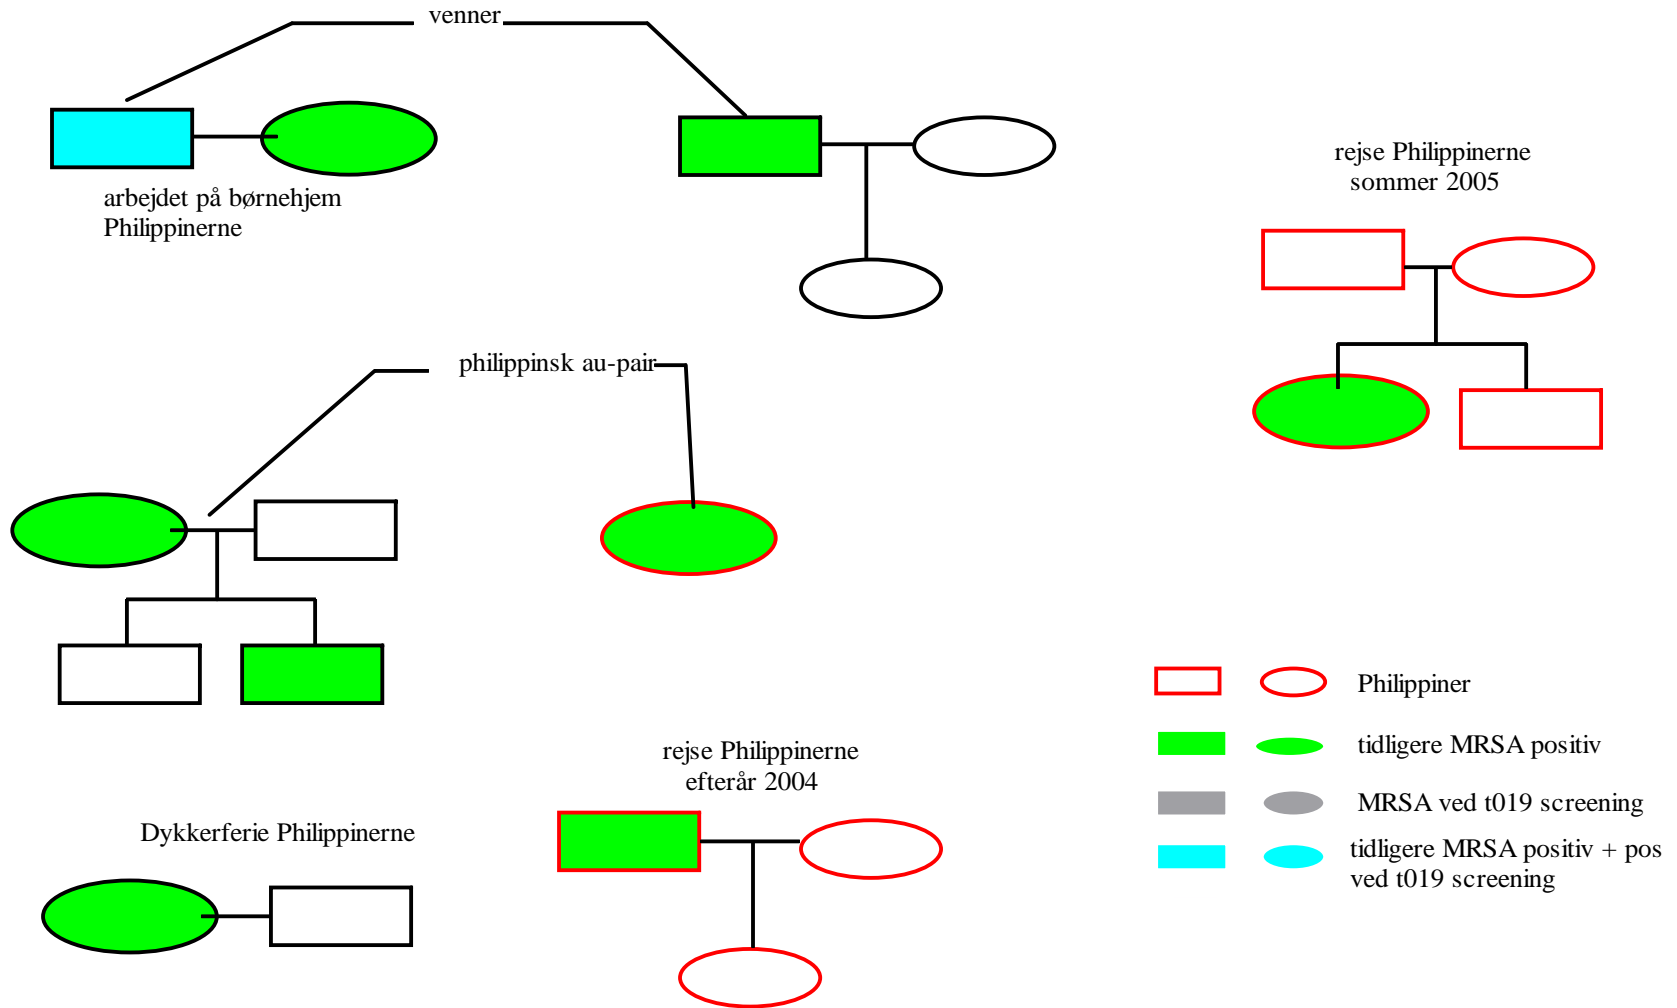 venner
arbejdet på børnehjem
Philippinerne
rejse Philippinerne
sommer 2005
philippinsk au-pair
rejse Philippinerne
efterår 2004
Dykkerferie Philippinerne
Philippiner
tidligere MRSA positiv
MRSA ved t019 screening
tidligere MRSA positiv + pos
ved t019 screening